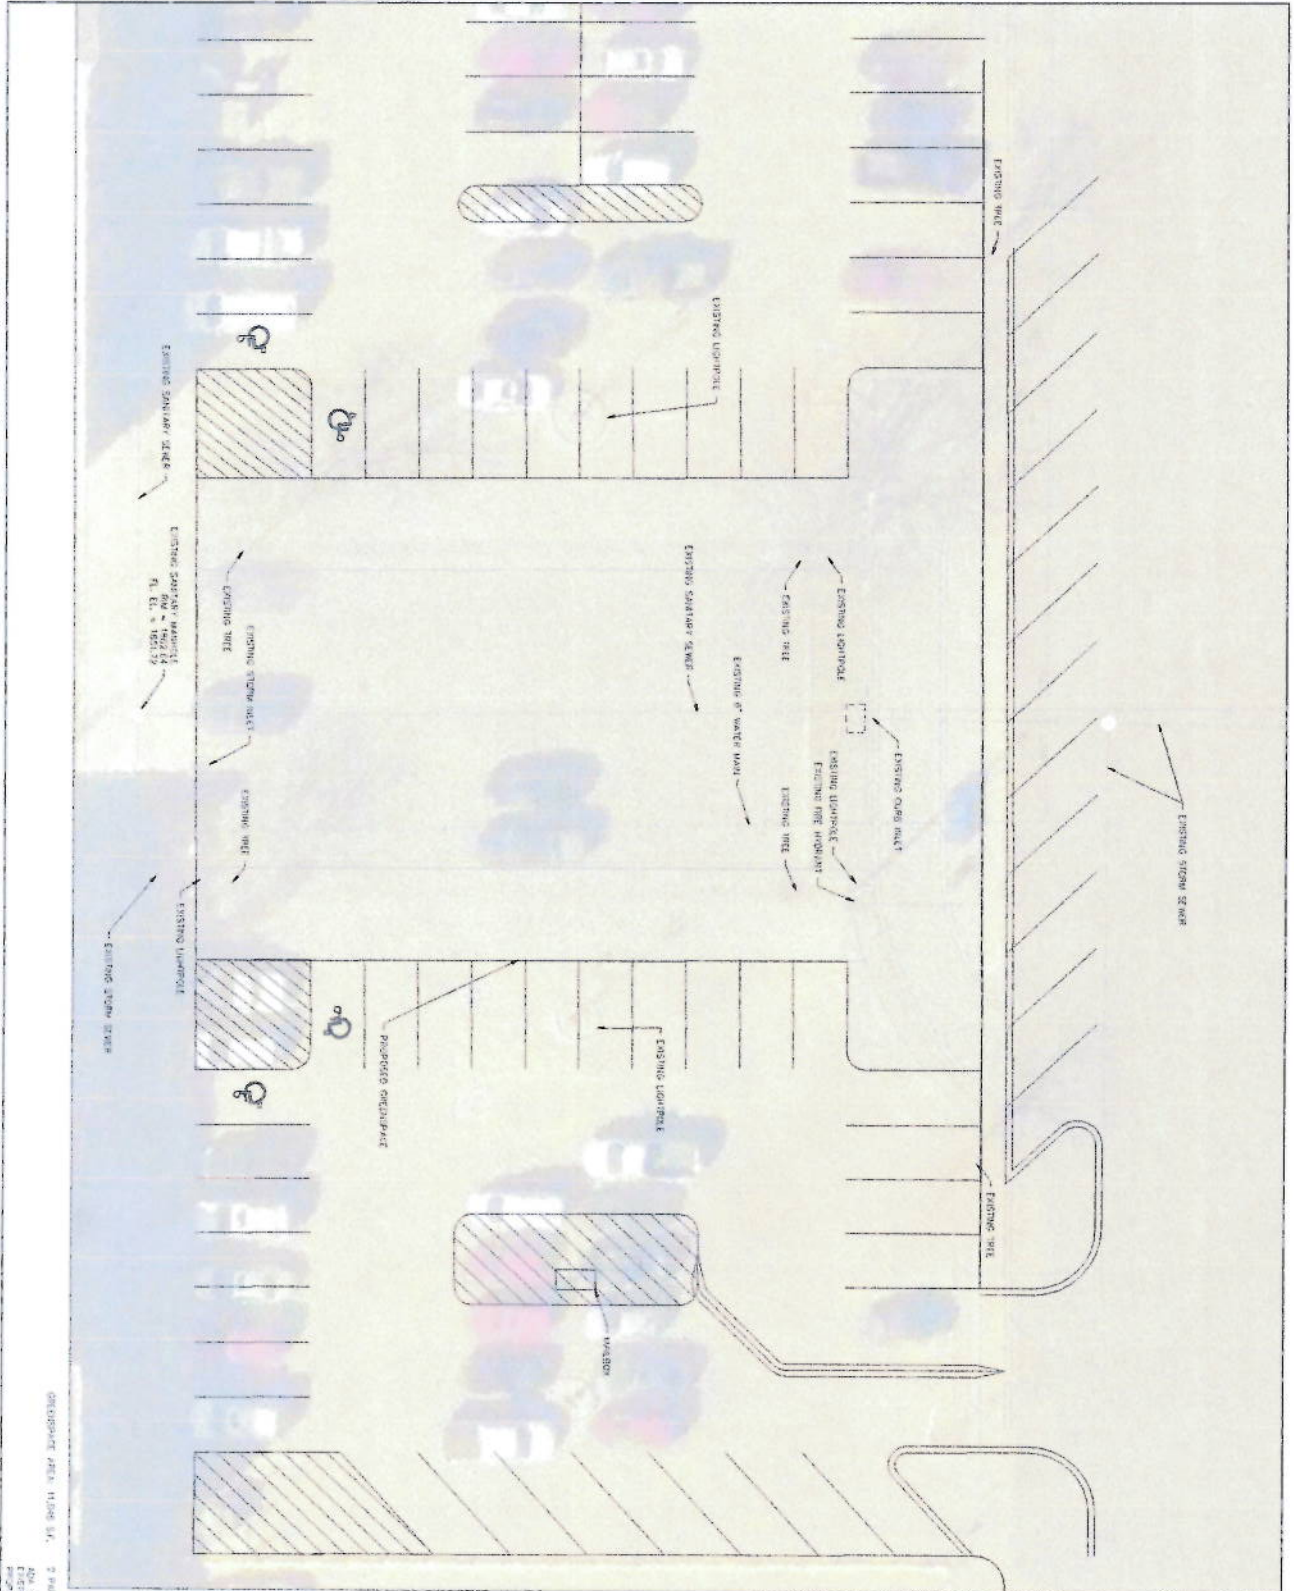 EXISTING TREE
EXISTING STORM SEWER
EXISTING LIGHTPOLE
EXISTING CURB INLET
EXISTING LIGHTPOLE
EXISTING FIRE HYDRANT
EXISTING TREE
EXISTING TREE
EXISTING LIGHTPOLE
EXISTING 6" WATER MAIN
EXISTING SANITARY SEWER
EXISTING LIGHTPOLE
EXISTING TREE
MAILBOX
PROPOSED GREENSPACE
EXISTING STORM INLET
EXISTING TREE
EXISTING TREE
EXISTING LIGHTPOLE
EXISTING SANITARY SEWER
EXISTING SANITARY MANHOLE
EXISTING STORM SEWER
GREENSPACE AREA: